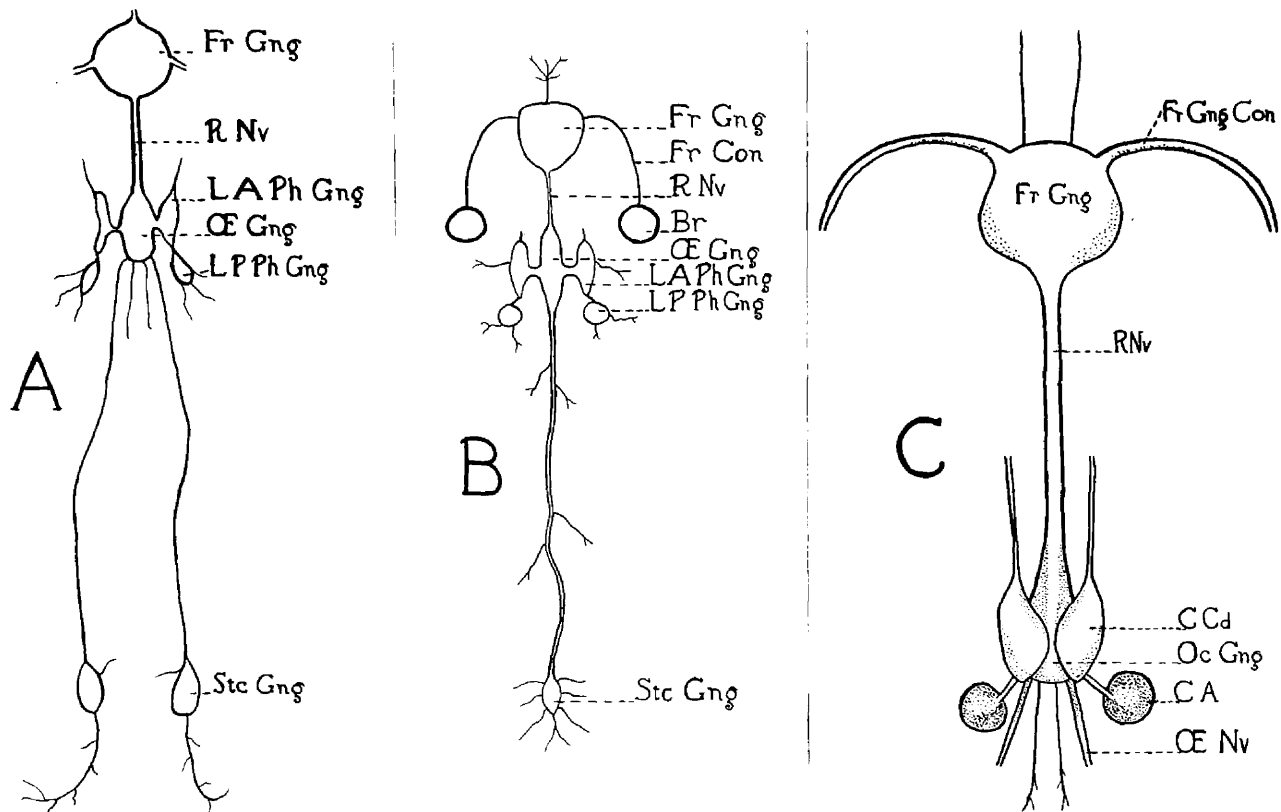 Fr Gng
R Nv
L A Ph Gng
Œ Gng
L P Ph Gng
A
Stc Gng
Fr Gng
Fr Con
R Nv
Br
Œ Gng
L A Ph Gng
L P Ph Gng
B
Stc Gng
Fr Gng Con
Fr Gng
R Nv
C
C Cd
Oc Gng
C A
Œ Nv